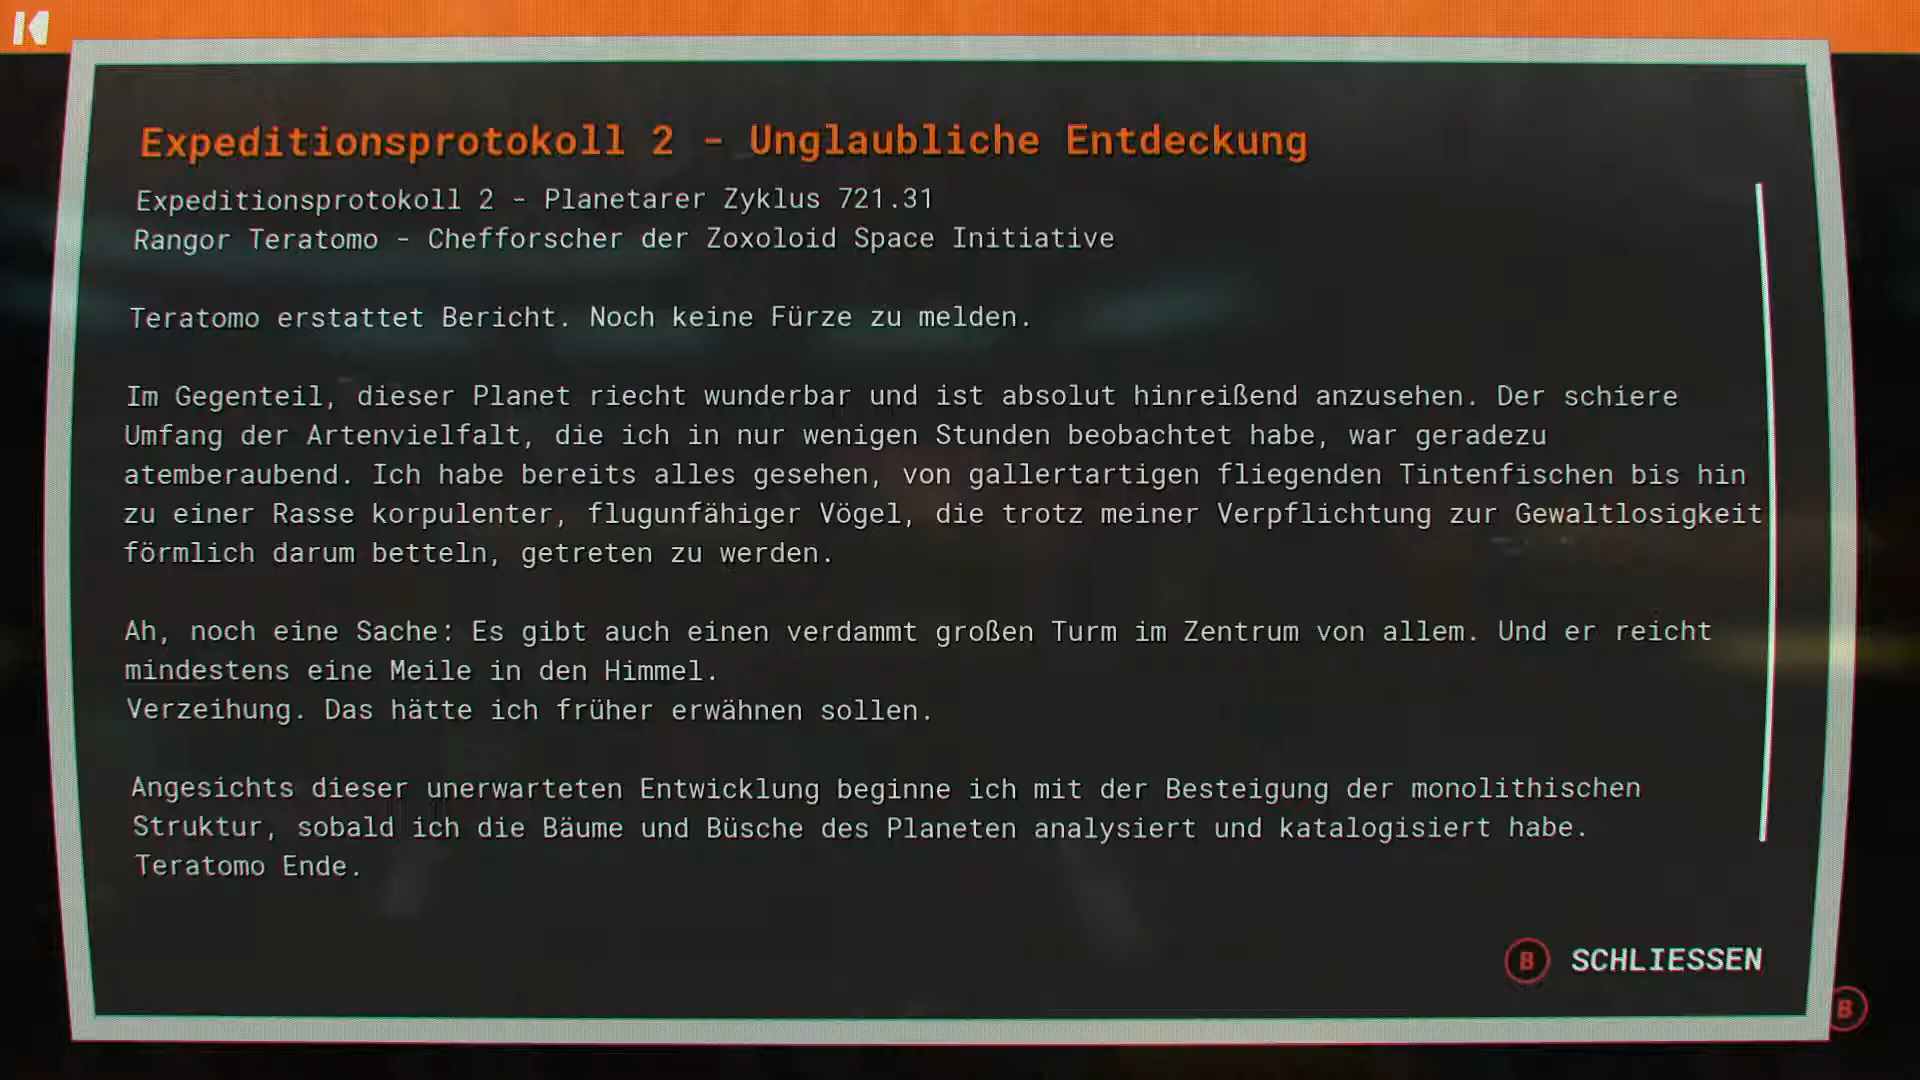 Expeditionsprotokoll 2 - Unglaubliche Entdeckung
Expeditionsprotokoll 2 - Planetarer Zyklus 721.31
Rangor Teratomo - Chefforscher der Zoxoloid Space Initiative
Teratomo erstattet Bericht. Noch keine Fürze zu melden.
Im Gegenteil, dieser Planet riecht wunderbar und ist absolut hinreißend anzusehen. Der schiere
Umfang der Artenvielfalt, die ich in nur wenigen Stunden beobachtet habe, war geradezu
atemberaubend. Ich habe bereits alles gesehen, von gallertartigen fliegenden Tintenfischen bis hin
zu einer Rasse korpulenter, flugunfähiger Vögel, die trotz meiner Verpflichtung zur Gewaltlosigkeit
förmlich darum betteln, getreten zu werden.
Ah, noch eine Sache: Es gibt auch einen verdammt großen Turm im Zentrum von allem. Und er reicht
mindestens eine Meile in den Himmel.
Verzeihung. Das hätte ich früher erwähnen sollen.
Angesichts dieser unerwarteten Entwicklung beginne ich mit der Besteigung der monolithischen
Struktur, sobald ich die Bäume und Büsche des Planeten analysiert und katalogisiert habe.
Teratomo Ende.
B SCHLIESSEN
B